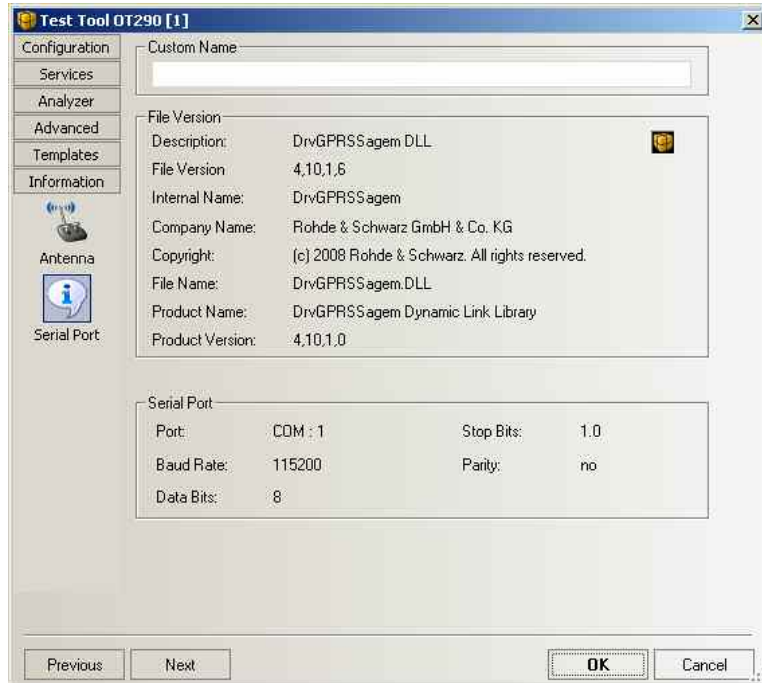 Test Tool OT290 [1]
Configuration
Services
Analyzer
Advanced
Templates
Information
Antenna
Serial Port
Custom Name
File Version
Description: DrvGPRSSagem DLL
File Version 4,10,1,6
Internal Name: DrvGPRSSagem
Company Name: Rohde & Schwarz GmbH & Co. KG
Copyright: (c) 2008 Rohde & Schwarz. All rights reserved.
File Name: DrvGPRSSagem.DLL
Product Name: DrvGPRSSagem Dynamic Link Library
Product Version: 4,10,1,0
Serial Port
Port: COM : 1 Stop Bits: 1.0
Baud Rate: 115200 Parity: no
Data Bits: 8
Previous Next OK Cancel